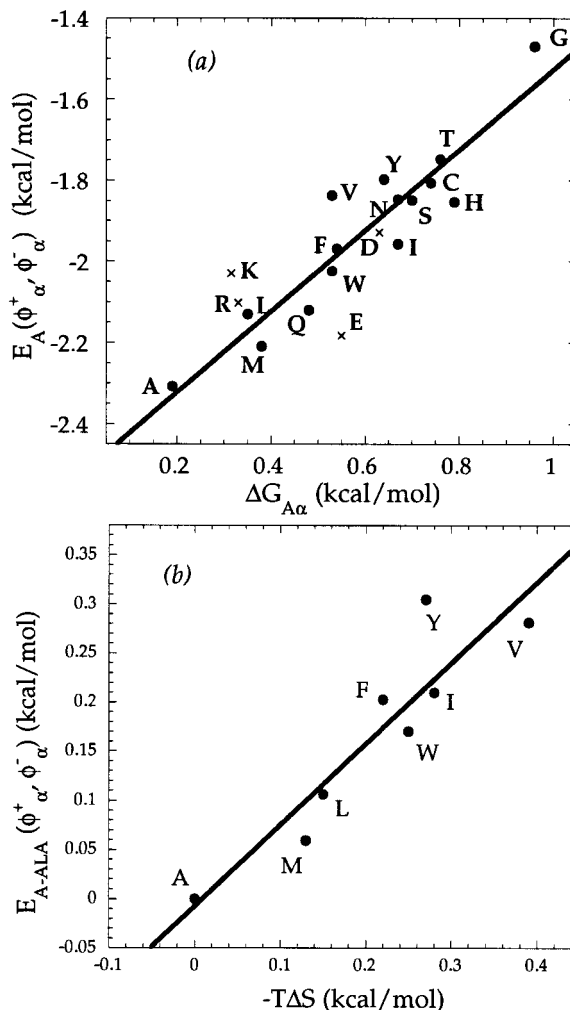 (a)
E_A(ϕ^+_α, ϕ^-_α) (kcal/mol)
-1.4
-1.6
-1.8
-2
-2.2
-2.4
G
T
Y
V
C
N
S
H
F
D
I
K
W
R
L
Q
E
M
A
0.2
0.4
0.6
0.8
1
ΔG_Aα (kcal/mol)
(b)
E_A-ALA (ϕ^+_α, ϕ^-_α) (kcal/mol)
0.35
0.3
0.25
0.2
0.15
0.1
0.05
0
-0.05
Y
V
F
I
W
L
M
A
-0.1
0
0.1
0.2
0.3
0.4
-TΔS (kcal/mol)